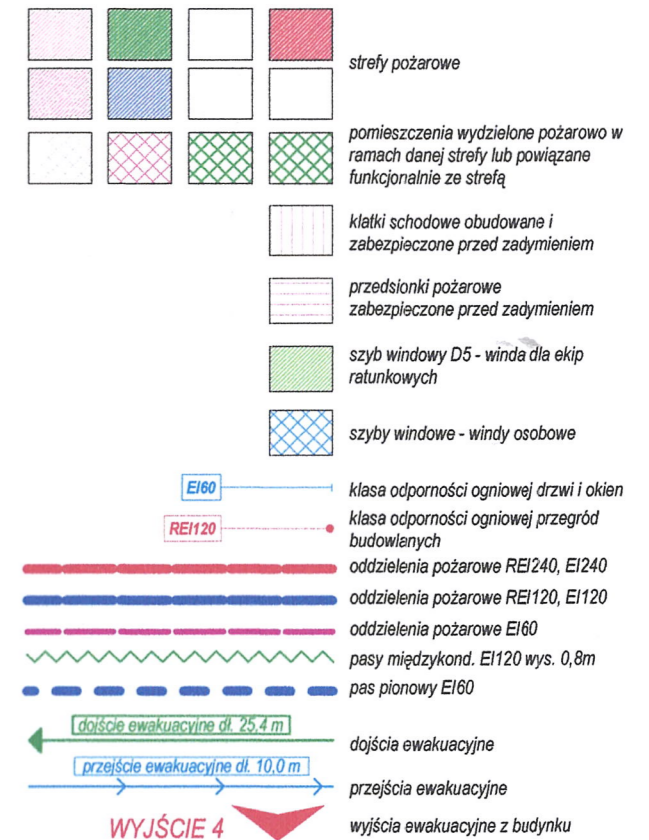 strefy pożarowe
pomieszczenia wydzielone pożarowo w
ramach danej strefy lub powiązane
funkcjonalnie ze strefą
klatki schodowe obudowane i
zabezpieczone przed zadymieniem
przedsionki pożarowe
zabezpieczone przed zadymieniem
szyb windowy D5 - winda dla ekip
ratunkowych
szyby windowe - windy osobowe
EI60
klasa odporności ogniowej drzwi i okien
REI120
klasa odporności ogniowej przegród
budowlanych
oddzielenia pożarowe REI240, EI240
oddzielenia pożarowe REI120, EI120
oddzielenia pożarowe EI60
pasy międzykond. EI120 wys. 0,8m
pas pionowy EI60
dojście ewakuacyjne dł. 25,4 m
dojścia ewakuacyjne
przejście ewakuacyjne dł. 10,0 m
przejścia ewakuacyjne
WYJŚCIE 4
wyjścia ewakuacyjne z budynku